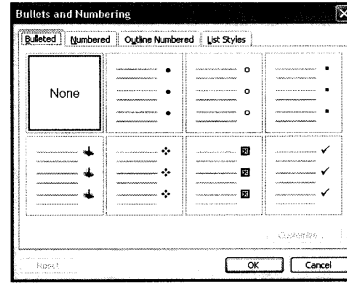 Bullets and Numbering
Bulleted Numbered Outline Numbered List Styles
None
Customize...
Reset OK Cancel